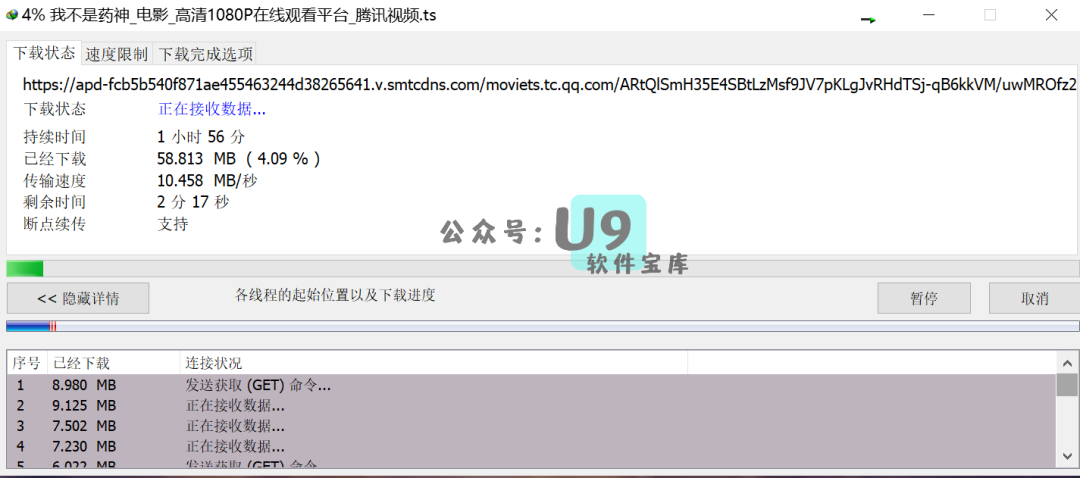 4% 我不是药神_电影_高清1080P在线观看平台_腾讯视频.ts
下载状态 速度限制 下载完成选项
https://apd-fcb5b540f871ae455463244d38265641.v.smtcdns.com/moviets.tc.qq.com/ARtQlSmH35E4SBtLzMsf9JV7pKLgJvRHdTSj-qB6kkVM/uwMROfz2
下载状态 正在接收数据...
持续时间 1 小时 56 分
已经下载 58.813 MB ( 4.09 % )
传输速度 10.458 MB/秒
剩余时间 2 分 17 秒
断点续传 支持
公众号: U9
软件宝库
<< 隐藏详情 各线程的起始位置以及下载进度 暂停 取消
序号 已经下载 连接状况
1 8.980 MB 发送获取 (GET) 命令...
2 9.125 MB 正在接收数据...
3 7.502 MB 正在接收数据...
4 7.230 MB 正在接收数据...
5 6.022 MB 发送获取 (GET) 命令